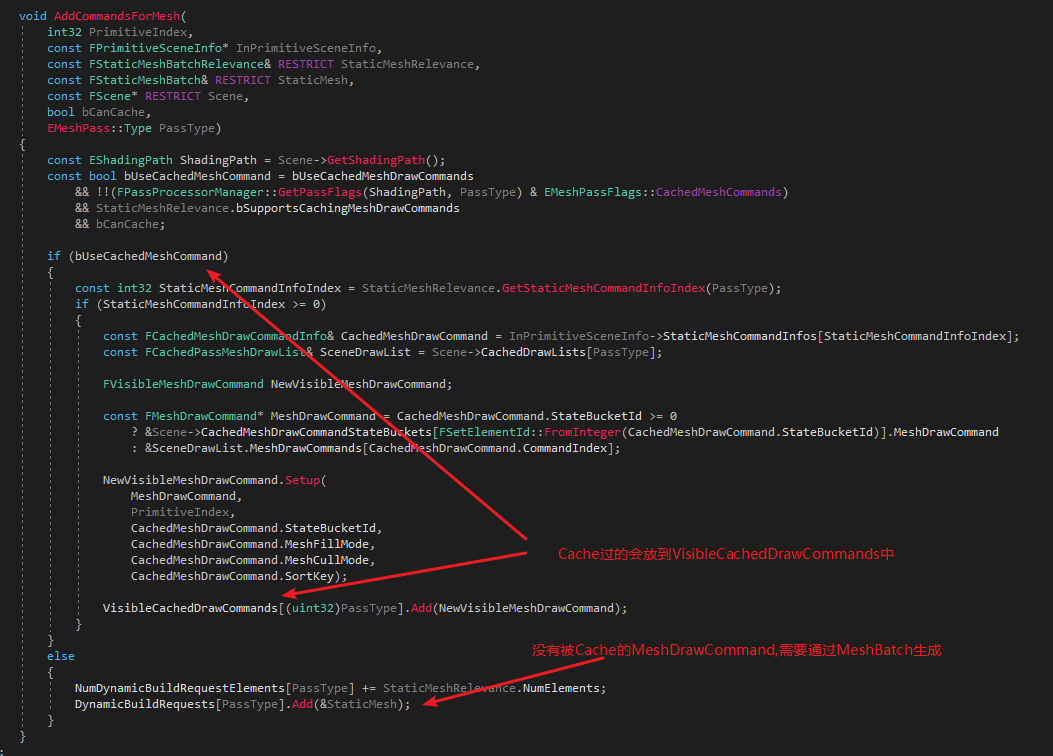 void AddCommandsForMesh(
int32 PrimitiveIndex,
const FPrimitiveSceneInfo* InPrimitiveSceneInfo,
const FStaticMeshBatchRelevance& RESTRICT StaticMeshRelevance,
const FStaticMeshBatch& RESTRICT StaticMesh,
const FScene* RESTRICT Scene,
bool bCanCache,
EMeshPass::Type PassType)
{
const EShadingPath ShadingPath = Scene->GetShadingPath();
const bool bUseCachedMeshCommand = bUseCachedMeshDrawCommands
&& !!(FPassProcessorManager::GetPassFlags(ShadingPath, PassType) & EMeshPassFlags::CachedMeshCommands)
&& StaticMeshRelevance.bSupportsCachingMeshDrawCommands
&& bCanCache;
if (bUseCachedMeshCommand)
{
const int32 StaticMeshCommandInfoIndex = StaticMeshRelevance.GetStaticMeshCommandInfoIndex(PassType);
if (StaticMeshCommandInfoIndex >= 0)
{
const FCachedMeshDrawCommandInfo& CachedMeshDrawCommand = InPrimitiveSceneInfo->StaticMeshCommandInfos[StaticMeshCommandInfoIndex];
const FCachedPassMeshDrawList& SceneDrawList = Scene->CachedDrawLists[PassType];
FVisibleMeshDrawCommand NewVisibleMeshDrawCommand;
const FMeshDrawCommand* MeshDrawCommand = CachedMeshDrawCommand.StateBucketId >= 0
? &Scene->CachedMeshDrawCommandStateBuckets[FSetElementId::FromInteger(CachedMeshDrawCommand.StateBucketId)].MeshDrawCommand
: &SceneDrawList.MeshDrawCommands[CachedMeshDrawCommand.CommandIndex];
NewVisibleMeshDrawCommand.Setup(
MeshDrawCommand,
PrimitiveIndex,
CachedMeshDrawCommand.StateBucketId,
CachedMeshDrawCommand.MeshFillMode,
Cache过的会放到VisibleCachedDrawCommands中
CachedMeshDrawCommand.MeshCullMode,
CachedMeshDrawCommand.SortKey);
VisibleCachedDrawCommands[(uint32)PassType].Add(NewVisibleMeshDrawCommand);
}
}
没有被Cache的MeshDrawCommand,需要通过MeshBatch生成
else
{
NumDynamicBuildRequestElements[PassType] += StaticMeshRelevance.NumElements;
DynamicBuildRequests[PassType].Add(&StaticMesh);
}
}